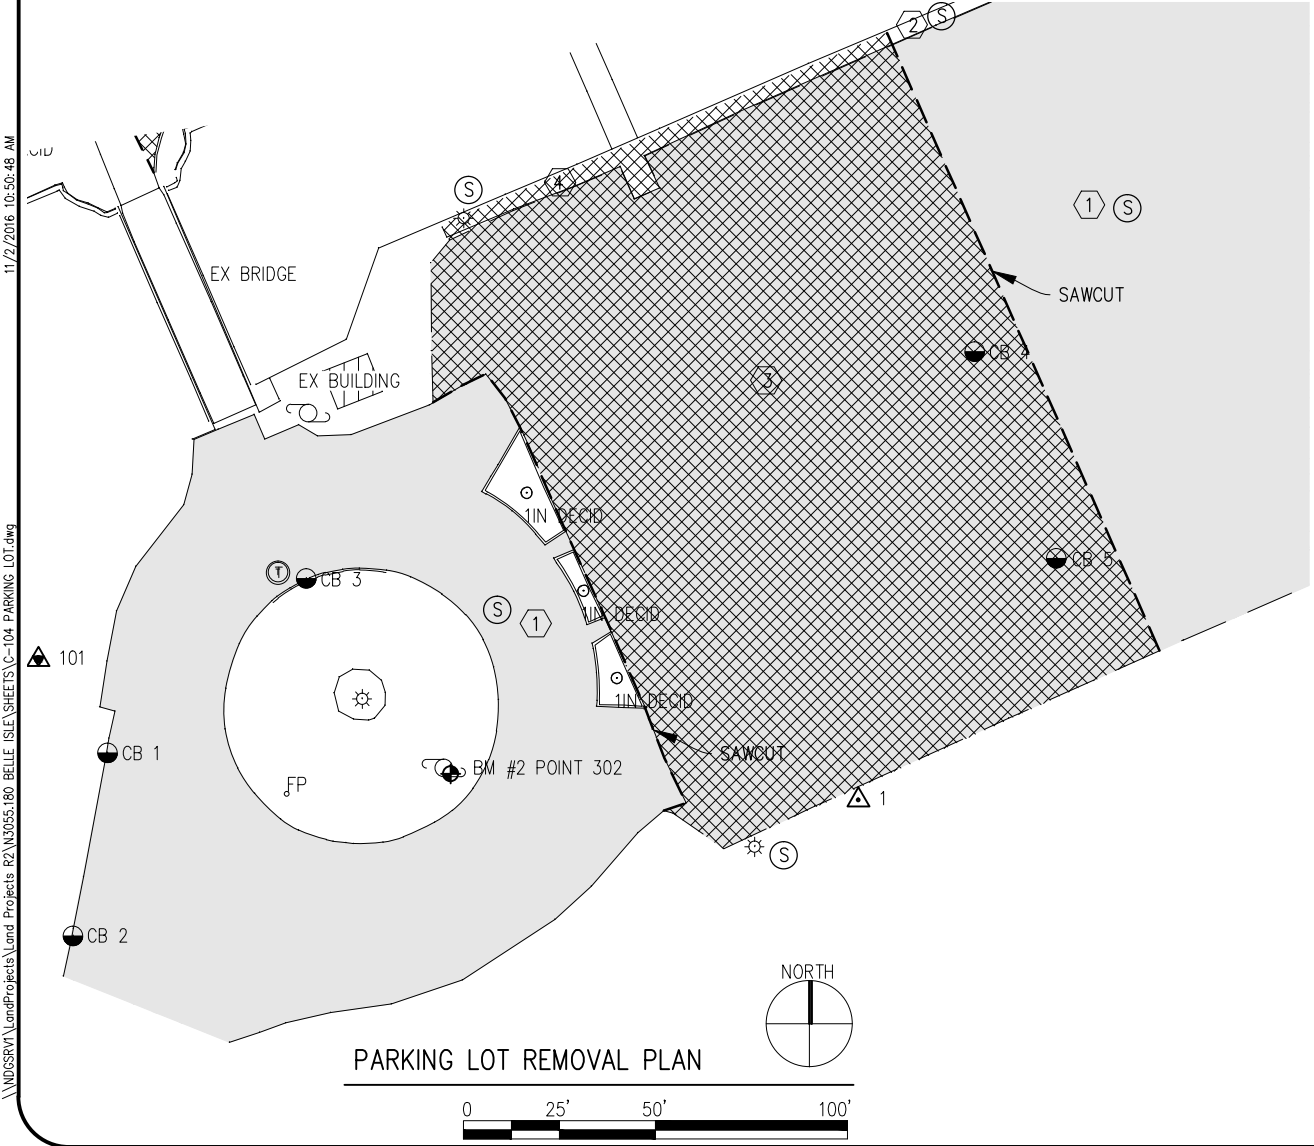 2
S
11/2/2016 10:50:48 AM
S
4
1
S
EX BRIDGE
SAWCUT
CB 4
EX BUILDING
3
1IN DECID
CB 5
T
CB 3
S
1
1IN DECID
101
1IN DECID
CB 1
SAWCUT
BM #2 POINT 302
FP
1
S
CB 2
NORTH
PARKING LOT REMOVAL PLAN
0 25' 50' 100'
\\NDGSRV1\LandProjects\Land Projects R2\N3055.180 BELLE ISLE\SHEETS\C-104 PARKING LOT.dwg